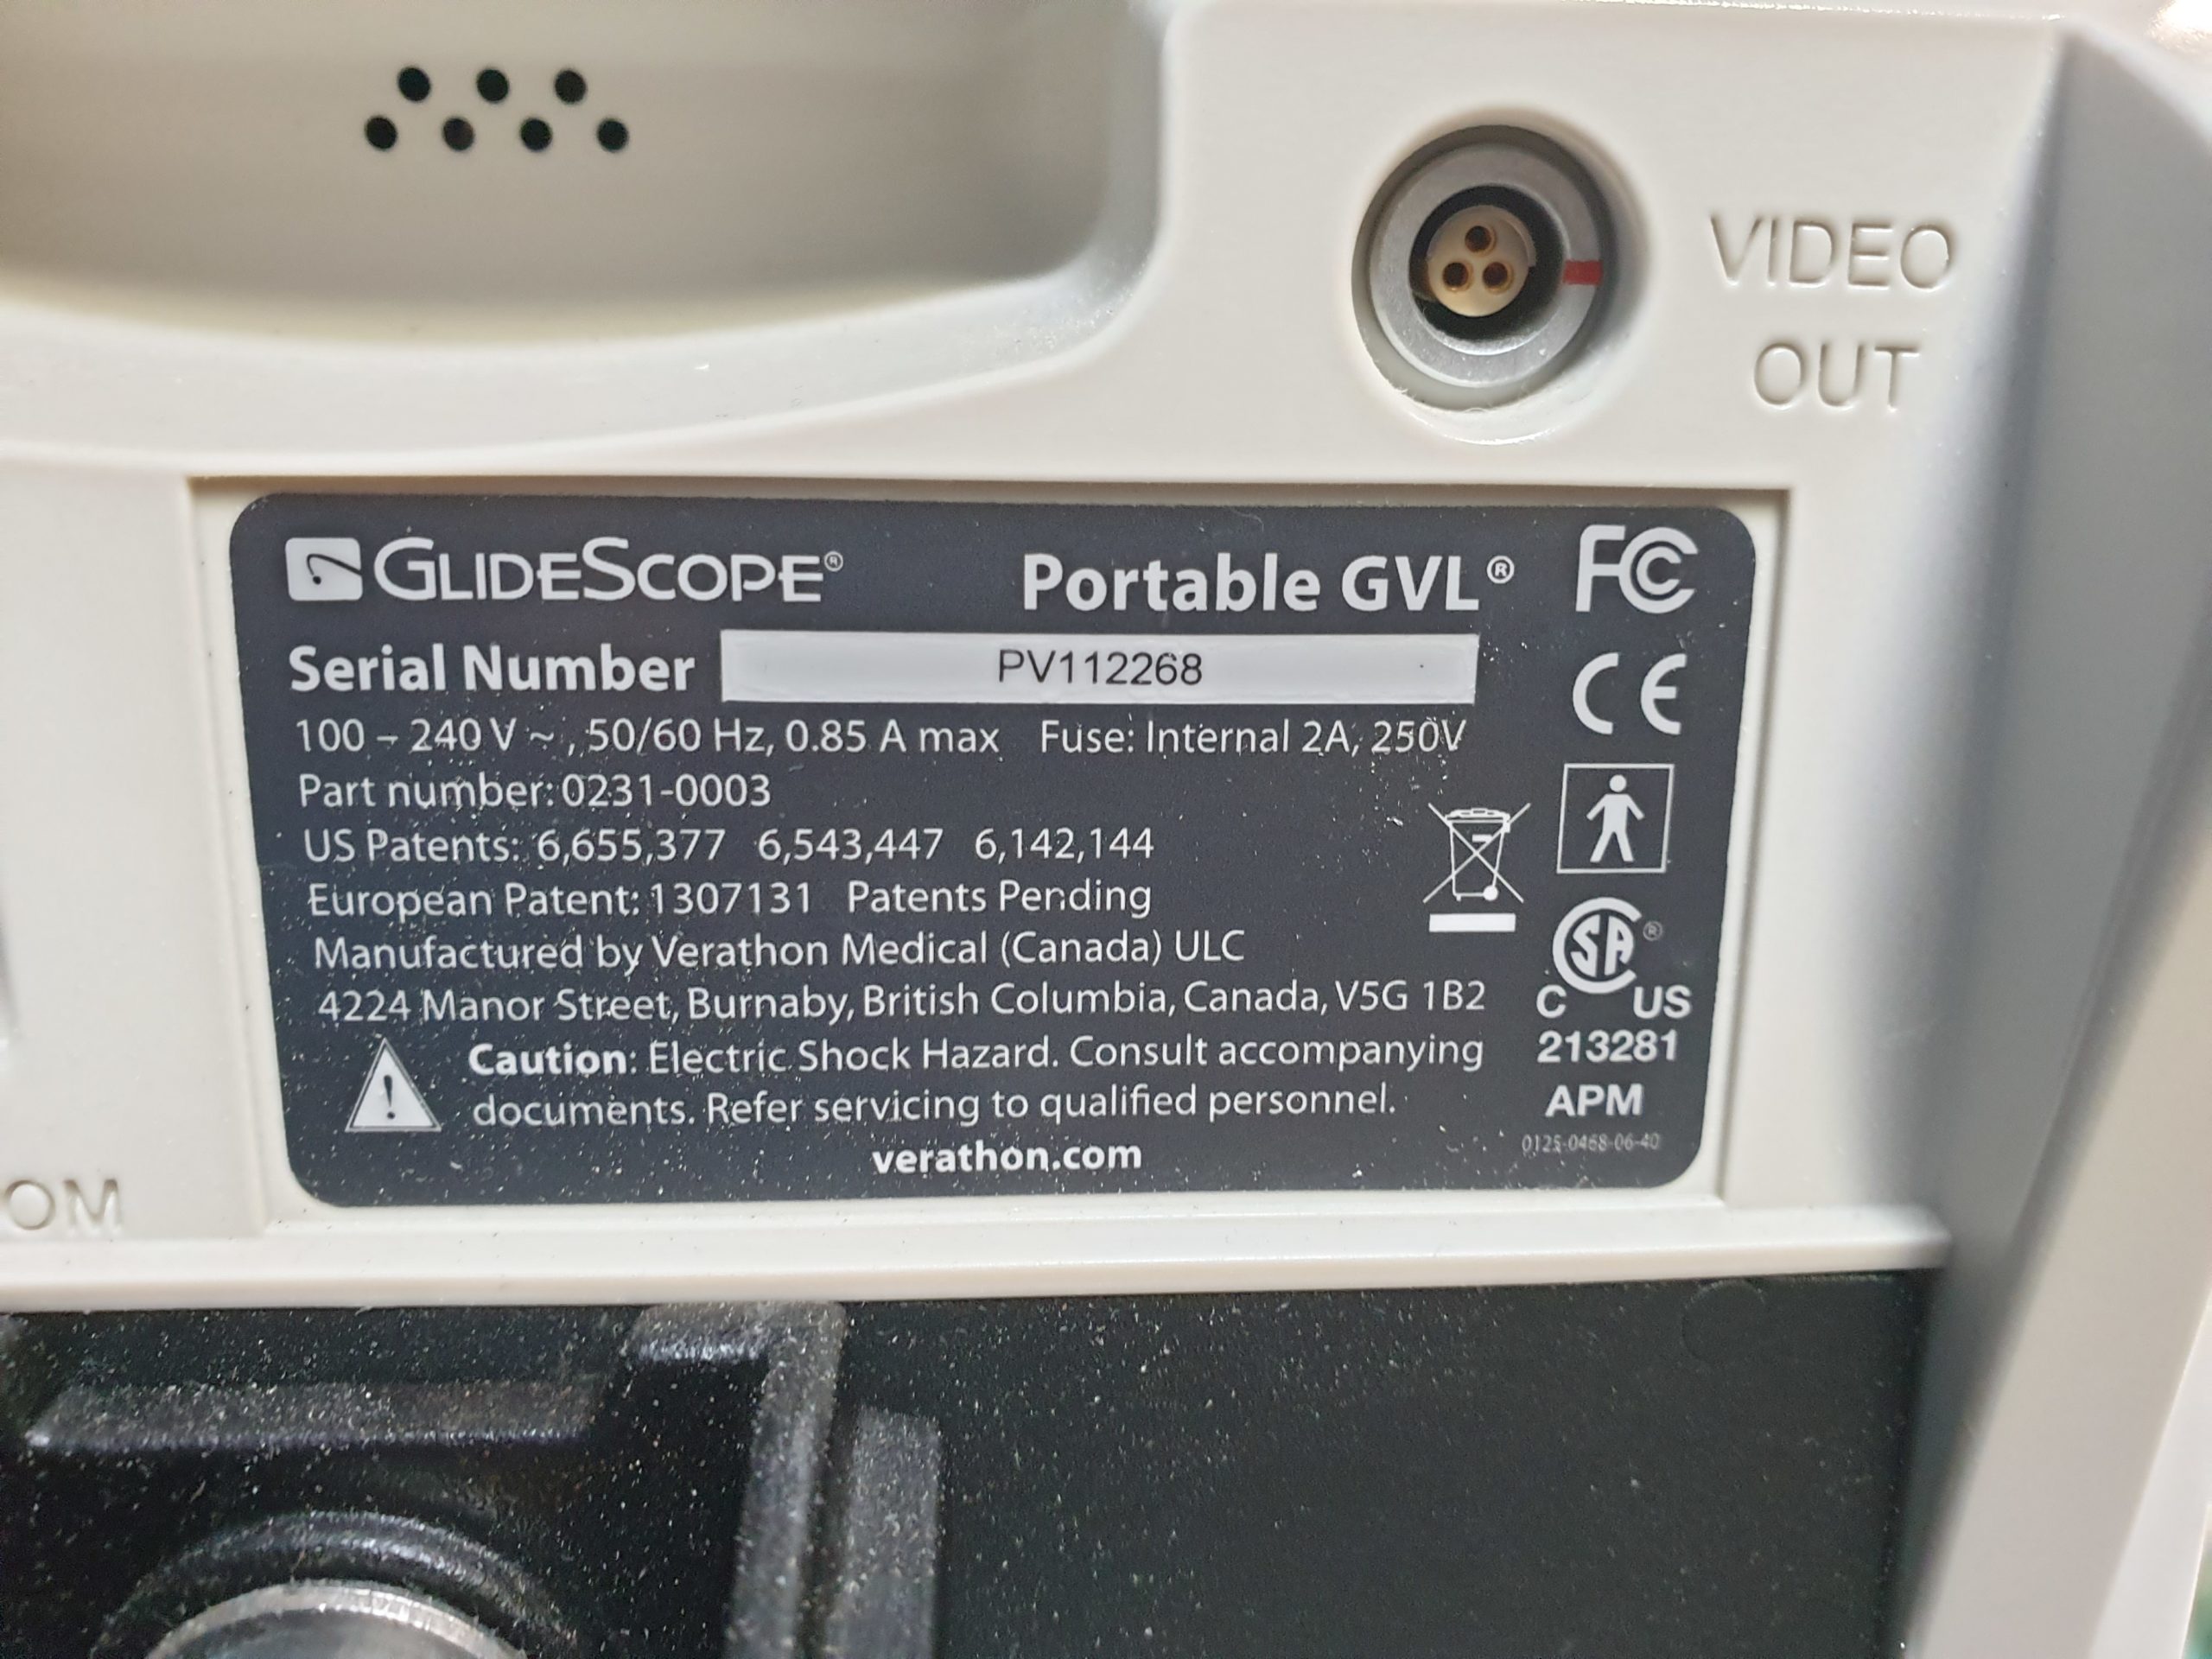 VIDEO
OUT
GLIDESCOPE® Portable GVL® FC
Serial Number PV112268
CE
100 – 240 V ~ , 50/60 Hz, 0.85 A max Fuse: Internal 2A, 250V
Part number: 0231-0003
US Patents: 6,655,377 6,543,447 6,142,144
European Patent: 1307131 Patents Pending
Manufactured by Verathon Medical (Canada) ULC
4224 Manor Street, Burnaby, British Columbia, Canada, V5G 1B2
SA®
C US
213281
APM
Caution: Electric Shock Hazard. Consult accompanying
documents. Refer servicing to qualified personnel.
verathon.com
0125-0468-06-40
OM